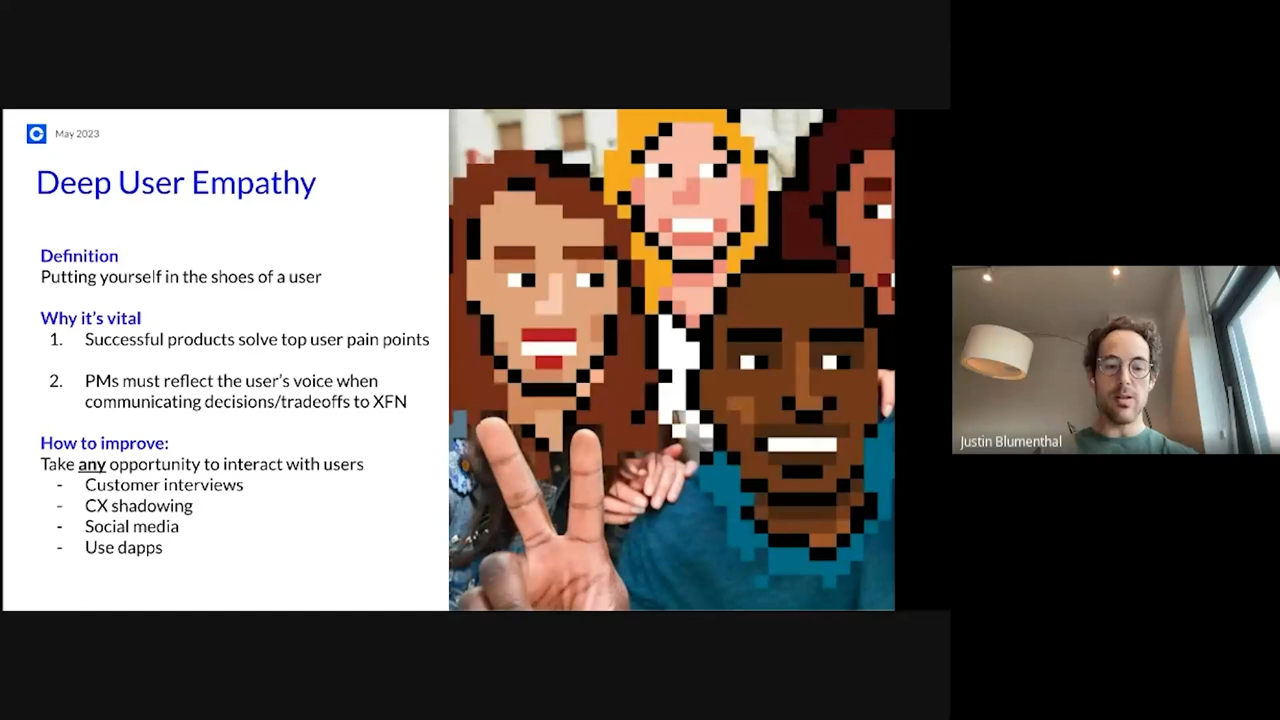 May 2023
Deep User Empathy
Definition
Putting yourself in the shoes of a user
Why it's vital
1. Successful products solve top user pain points
2. PMs must reflect the user's voice when
communicating decisions/tradeoffs to XFN
How to improve:
Take any opportunity to interact with users
- Customer interviews
- CX shadowing
- Social media
- Use dapps
Justin Blumenthal